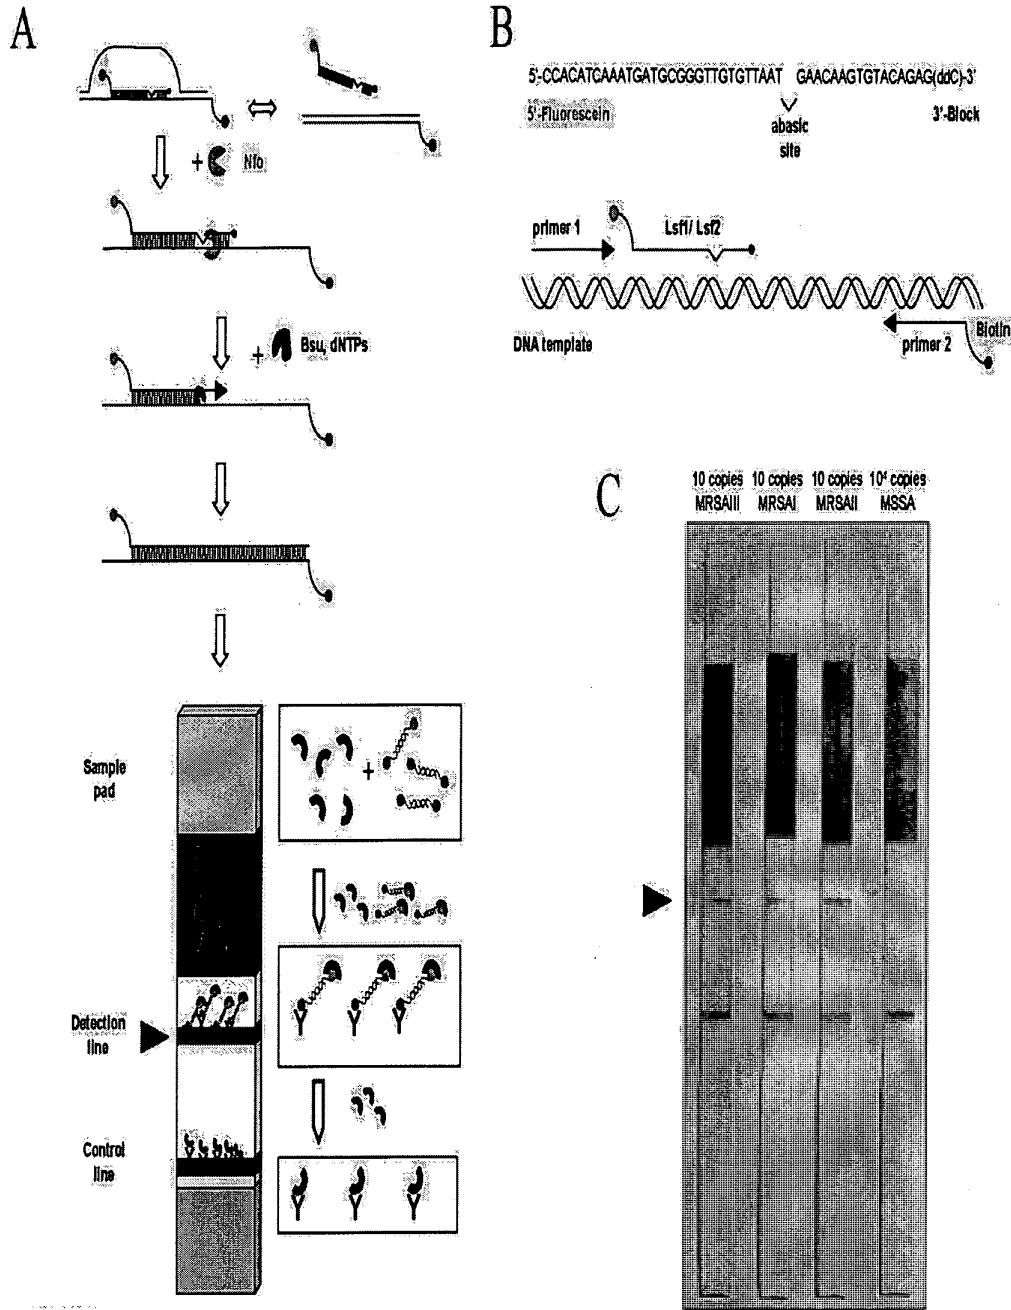 A
+ Nfo
+ Bsu, dNTPs
Sample
pad
+
Detection
line
Control
line
B
5'-CCACATCAAATGATGCGGGTTGTGTTAAT GAACAAGTGTACAGAG(ddC)-3'
5'-Fluorescein
3'-Block
abasic
site
primer 1
Lsf1/ Lsf2
DNA template
primer 2
Biotin
C
10 copies 10 copies 10 copies 10⁴ copies
MRSAIII MRSAI MRSAII MSSA